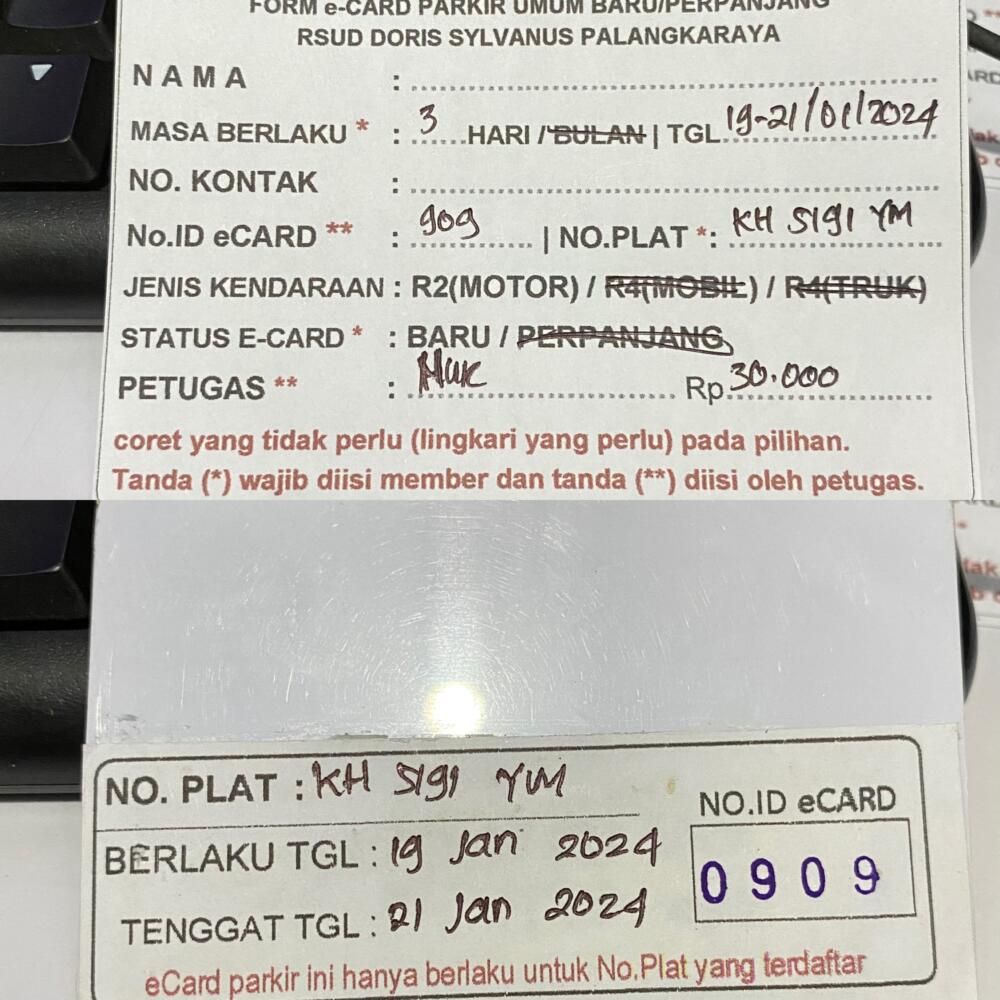 FORM e-CARD PARKIR UMUM BARU/PERPANJANG
RSUD DORIS SYLVANUS PALANGKARAYA
NAMA :
MASA BERLAKU * : 3 HARI / BULAN | TGL 19-21/01/2024
NO. KONTAK :
No.ID eCARD ** : 909 | NO.PLAT *: KH 5191 YM
JENIS KENDARAAN : R2(MOTOR) / R4(MOBIL) / R4(TRUK)
STATUS E-CARD * : BARU / PERPANJANG
PETUGAS ** : Rp 30.000
coret yang tidak perlu (lingkari yang perlu) pada pilihan.
Tanda (*) wajib diisi member dan tanda (**) diisi oleh petugas.
NO. PLAT : KH 5191 YM
NO.ID eCARD
BERLAKU TGL : 19 Jan 2024
0909
TENGGAT TGL : 21 Jan 2024
eCard parkir ini hanya berlaku untuk No.Plat yang terdaftar